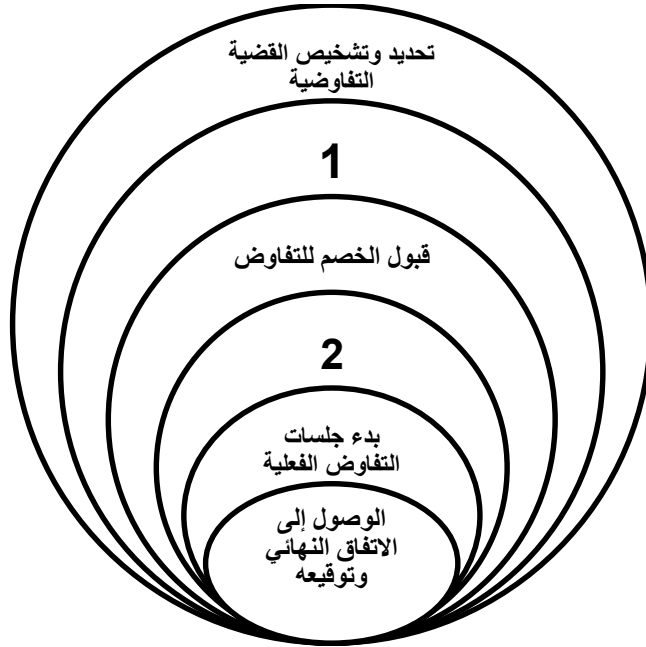 تحديد وتشخيص القضية
التفاوضية
1
قبول الخصم للتفاوض
2
بدء جلسات
التفاوض الفعلية
الوصول إلى
الاتفاق النهائي
وتوقيعه